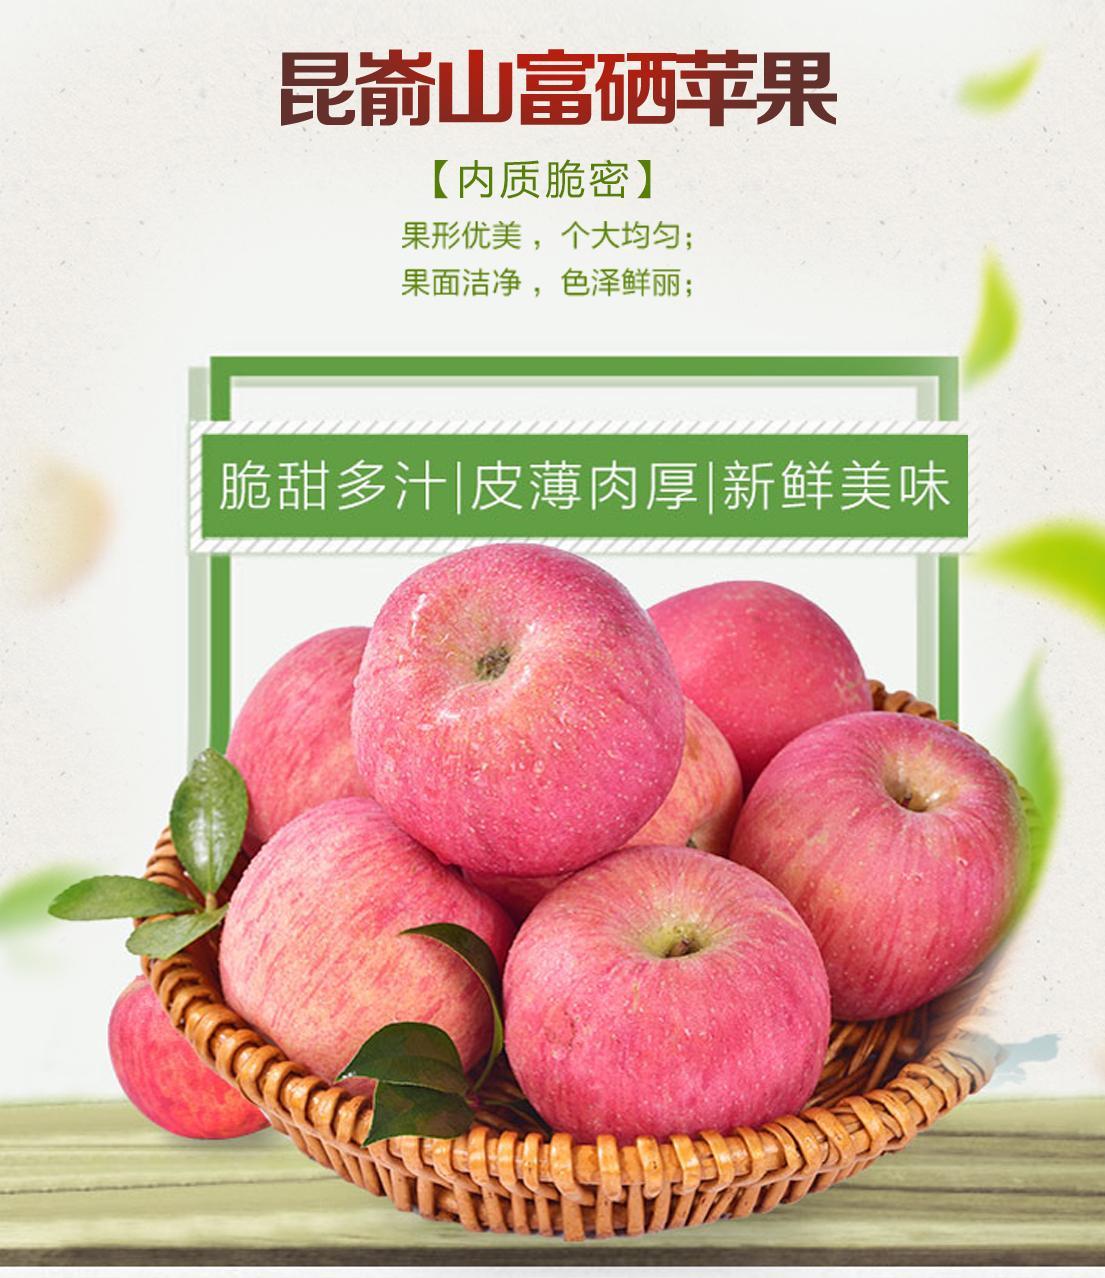 昆嵛山富硒苹果
【内质脆密】
果形优美，个大均匀；
果面洁净，色泽鲜丽；
脆甜多汁|皮薄肉厚|新鲜美味